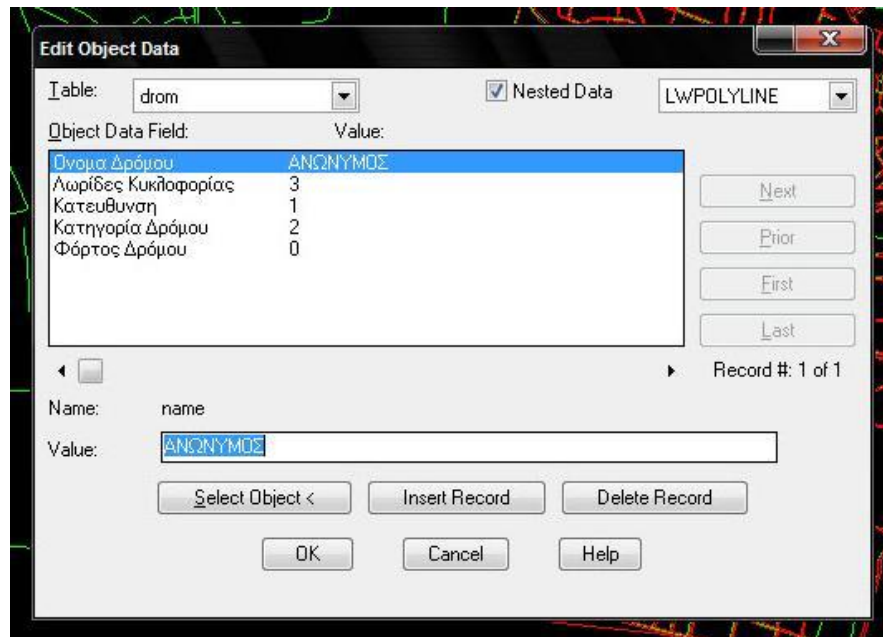 Edit Object Data
Table: drom Nested Data LWPOLYLINE
Object Data Field: Value:
Ονομα Δρόμου ΑΝΩΝΥΜΟΣ
Λωρίδες Κυκλοφορίας 3
Κατευθυνση 1
Κατηγορία Δρόμου 2
Φόρτος Δρόμου 0
Next
Prior
First
Last
Record #: 1 of 1
Name: name
Value: ΑΝΩΝΥΜΟΣ
Select Object < Insert Record Delete Record
OK Cancel Help